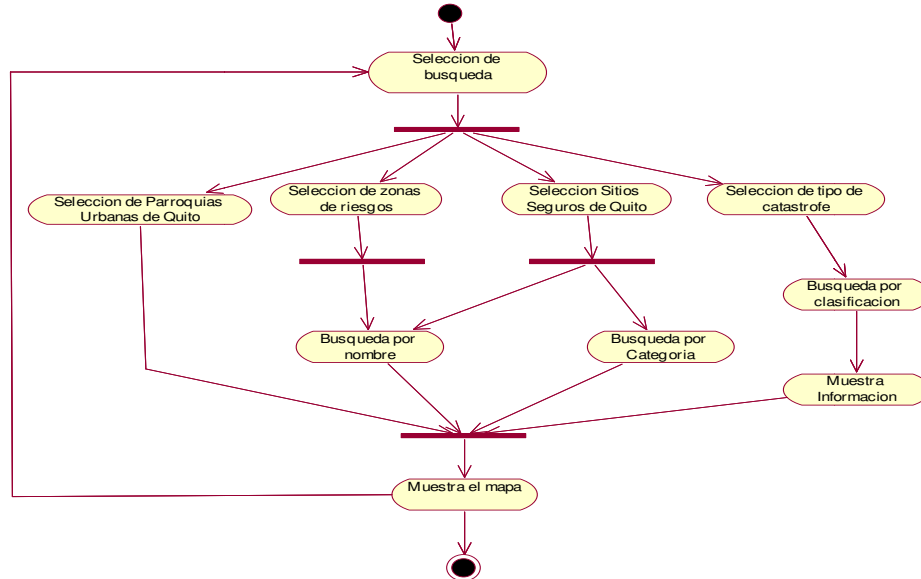 Seleccion de
busqueda
Seleccion de Parroquias
Urbanas de Quito
Seleccion de zonas
de riesgos
Seleccion Sitios
Seguros de Quito
Seleccion de tipo de
catastrofe
Busqueda por
clasificacion
Busqueda por
nombre
Busqueda por
Categoria
Muestra
Informacion
Muestra el mapa